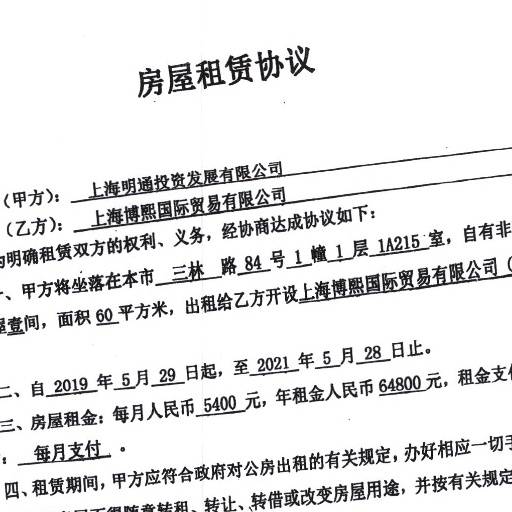 房屋租赁协议
（甲方）： 上海明通投资发展有限公司
（乙方）： 上海博熙国际贸易有限公司
明确租赁双方的权利、义务，经协商达成协议如下：
一、甲方将坐落在本市 三林 路 84 号 1 幢 1 层 1A215 室，自有非
屋壹间，面积 60 平方米，出租给乙方开设上海博熙国际贸易有限公司（
二、自 2019 年 5 月 29 日起，至 2021 年 5 月 28 日止。
三、房屋租金：每月人民币 5400 元，年租金人民币 64800 元，租金支付
： 每月支付 。
四、租赁期间，甲方应符合政府对公房出租的有关规定，办好相应一切手
不得随意转租、转让、转借或改变房屋用途，并按有关规定